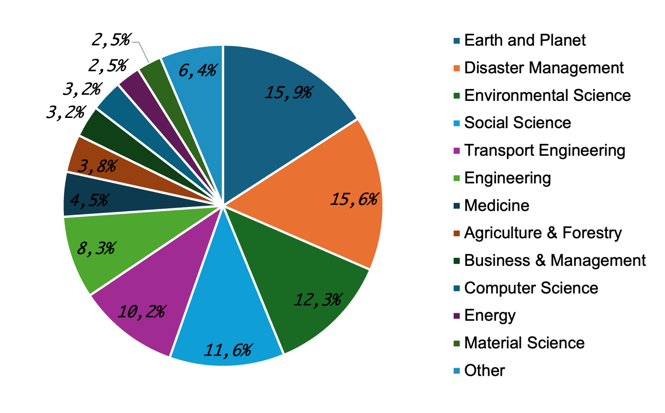 2,5%
2,5%
3,2%
3,2%
3,8%
4,5%
8,3%
10,2%
11,6%
12,3%
15,6%
15,9%
6,4%
Earth and Planet
Disaster Management
Environmental Science
Social Science
Transport Engineering
Engineering
Medicine
Agriculture & Forestry
Business & Management
Computer Science
Energy
Material Science
Other